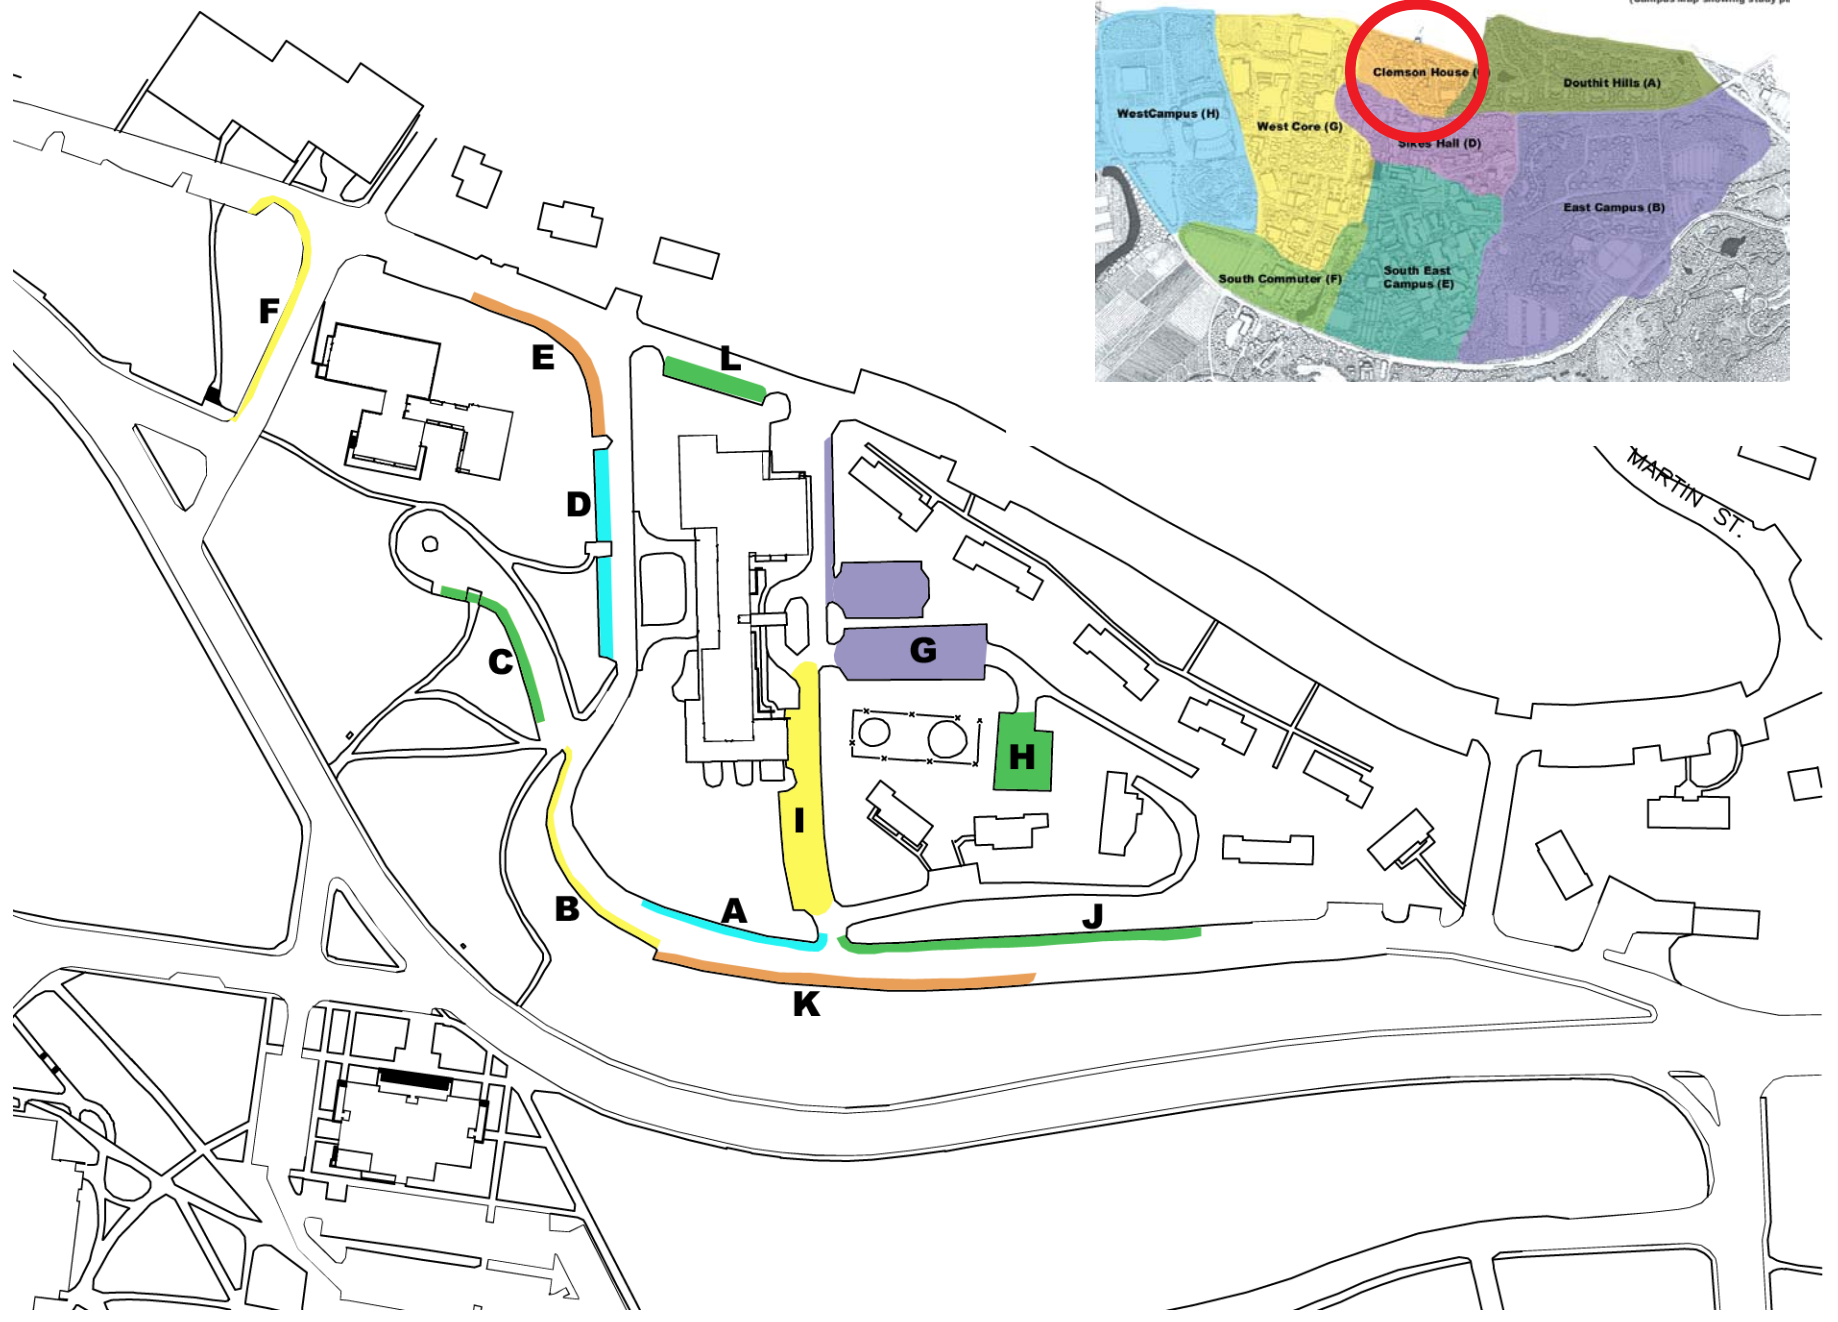 Clemson House (
Douthit Hills (A)
WestCampus (H)
West Core (G)
Sikes Hall (D)
East Campus (B)
South Commuter (F)
South East
Campus (E)
MARTIN ST.
F
E
L
D
C
G
H
I
B
A
J
K